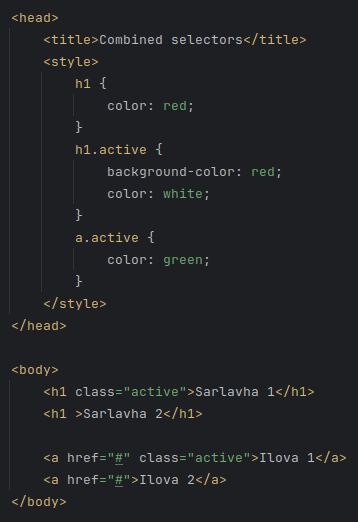 <head>
    <title>Combined selectors</title>
    <style>
        h1 {
            color: red;
        }
        h1.active {
            background-color: red;
            color: white;
        }
        a.active {
            color: green;
        }
    </style>
</head>

<body>
    <h1 class="active">Sarlavha 1</h1>
    <h1 >Sarlavha 2</h1>

    <a href="#" class="active">Ilova 1</a>
    <a href="#">Ilova 2</a>
</body>